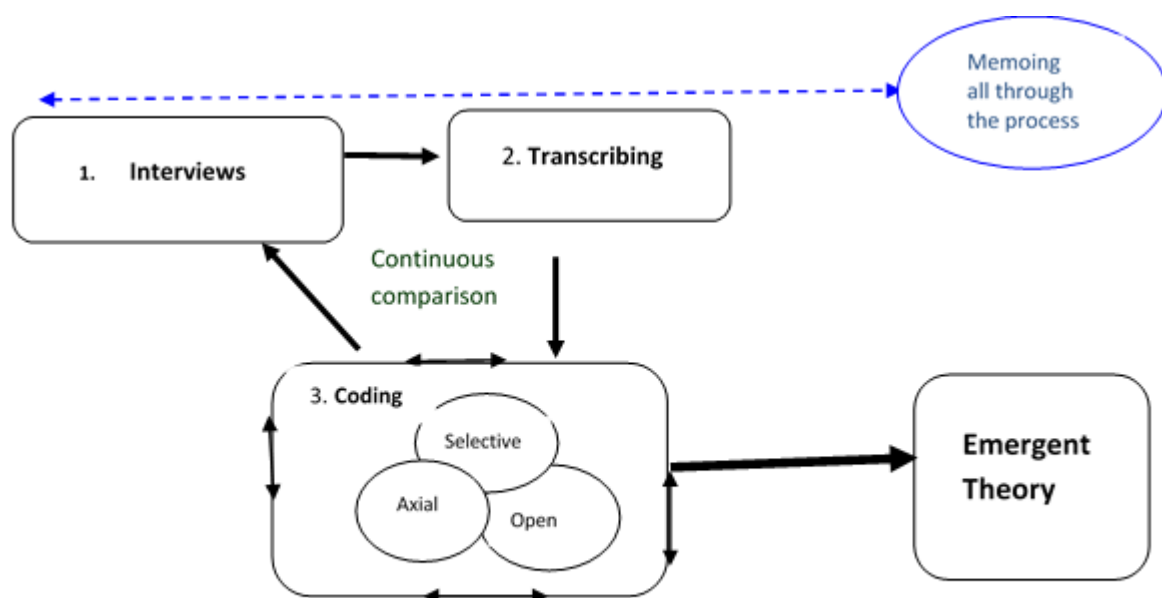 Memoing
all through
the process
1. Interviews
2. Transcribing
Continuous
comparison
3. Coding
Selective
Axial
Open
Emergent
Theory